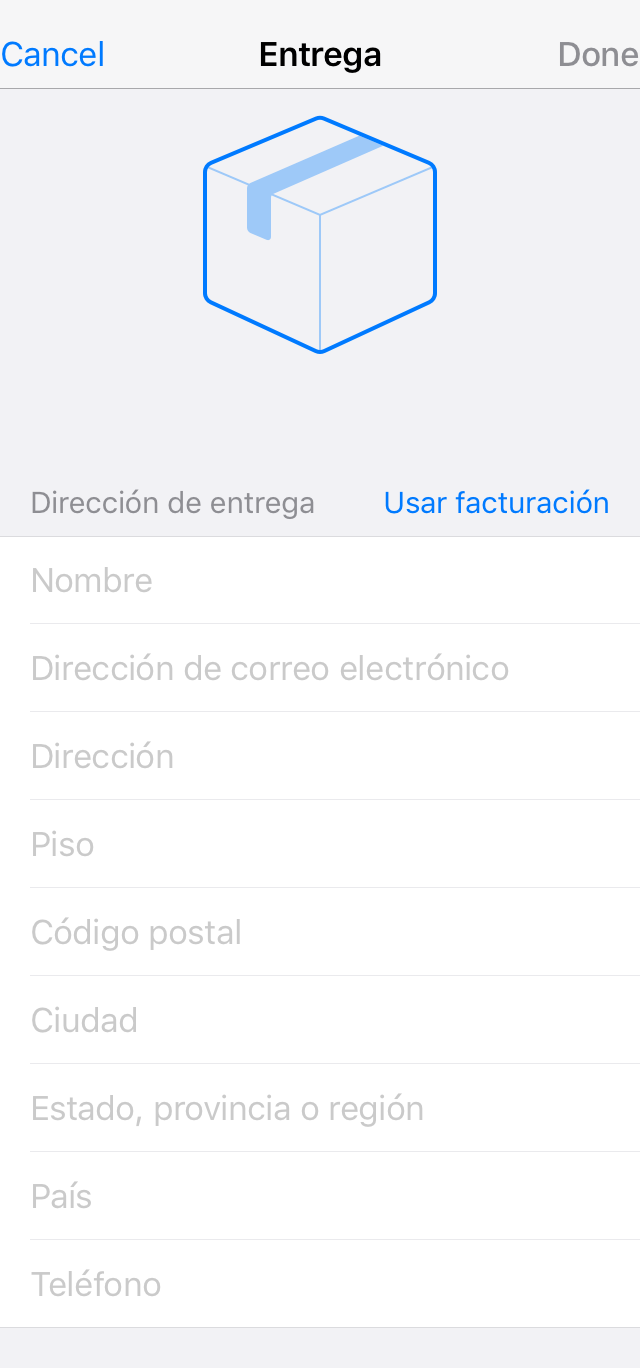 Cancel Entrega Done
Dirección de entrega Usar facturación
Nombre
Dirección de correo electrónico
Dirección
Piso
Código postal
Ciudad
Estado, provincia o región
País
Teléfono